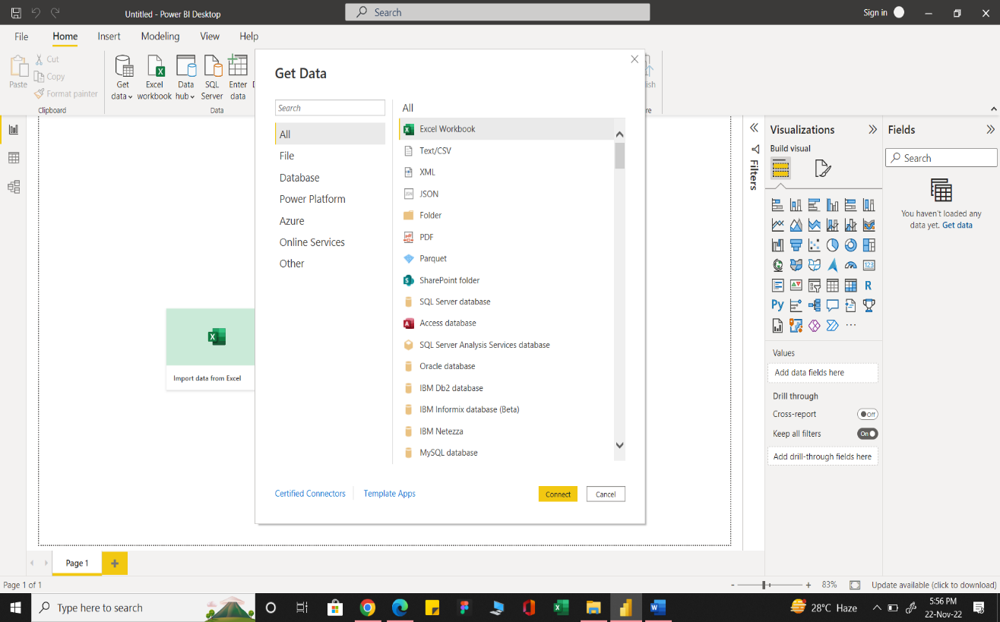 Untitled - Power BI Desktop
Search
Sign in
File
Home
Insert
Modeling
View
Help
Paste
Cut
Copy
Format painter
Clipboard
Get data
Excel workbook
Data hub
SQL Server
Enter data
Data
Get Data
Search
All
File
Database
Power Platform
Azure
Online Services
Other
All
Excel Workbook
Text/CSV
XML
JSON
Folder
PDF
Parquet
SharePoint folder
SQL Server database
Access database
SQL Server Analysis Services database
Oracle database
IBM Db2 database
IBM Informix database (Beta)
IBM Netezza
MySQL database
Certified Connectors
Template Apps
Connect
Cancel
Import data from Excel
Filters
Visualizations
Build visual
123
R
Py
Values
Add data fields here
Drill through
Cross-report
Off
Keep all filters
On
Add drill-through fields here
Fields
Search
You haven't loaded any
data yet. Get data
Page 1
Page 1 of 1
- + 83%
Update available (click to download)
Type here to search
28°C Haze
5:56 PM
22-Nov-22